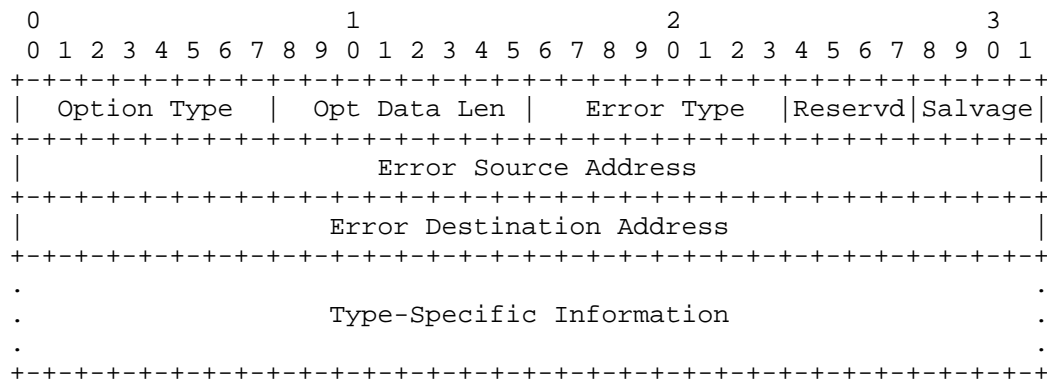 0                   1                   2                   3
 0 1 2 3 4 5 6 7 8 9 0 1 2 3 4 5 6 7 8 9 0 1 2 3 4 5 6 7 8 9 0 1
+-+-+-+-+-+-+-+-+-+-+-+-+-+-+-+-+-+-+-+-+-+-+-+-+-+-+-+-+-+-+-+-+
|  Option Type  |  Opt Data Len |   Error Type  |Reservd|Salvage|
+-+-+-+-+-+-+-+-+-+-+-+-+-+-+-+-+-+-+-+-+-+-+-+-+-+-+-+-+-+-+-+-+
|                      Error Source Address                     |
+-+-+-+-+-+-+-+-+-+-+-+-+-+-+-+-+-+-+-+-+-+-+-+-+-+-+-+-+-+-+-+-+
|                   Error Destination Address                   |
+-+-+-+-+-+-+-+-+-+-+-+-+-+-+-+-+-+-+-+-+-+-+-+-+-+-+-+-+-+-+-+-+
.                                                               .
.                   Type-Specific Information                   .
.                                                               .
+-+-+-+-+-+-+-+-+-+-+-+-+-+-+-+-+-+-+-+-+-+-+-+-+-+-+-+-+-+-+-+-+